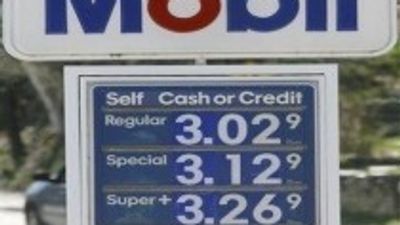 Mobil
Self Cash or Credit
Regular 3.02 9
Special 3.12 9
Super+ 3.26 9